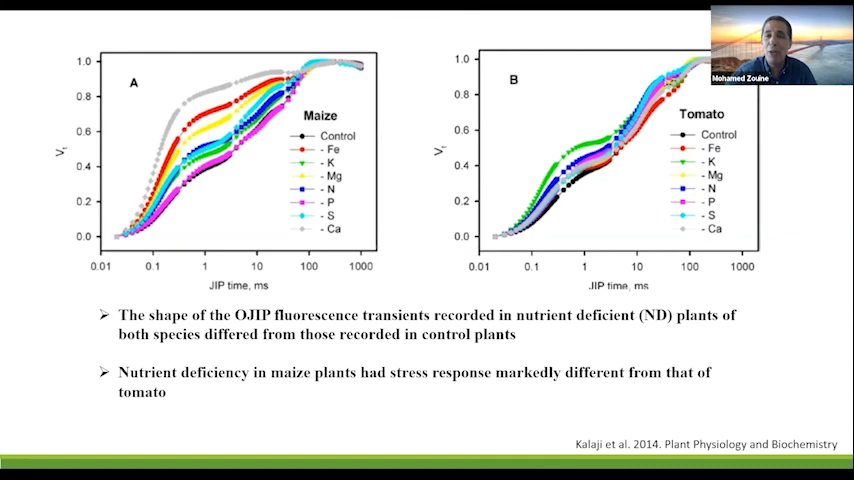 Mohamed Zouine
A
Maize
Control
- Fe
- K
- Mg
- N
- P
- S
- Ca
Vt
1.0
0.8
0.6
0.4
0.2
0.0
0.01
0.1
1
10
100
1000
JIP time, ms
B
Tomato
Control
- Fe
- K
- Mg
- N
- P
- S
- Ca
Vt
1.0
0.8
0.6
0.4
0.2
0.0
0.01
0.1
1
10
100
1000
JIP time, ms
➢ The shape of the OJIP fluorescence transients recorded in nutrient deficient (ND) plants of
both species differed from those recorded in control plants
➢ Nutrient deficiency in maize plants had stress response markedly different from that of
tomato
Kalaji et al. 2014. Plant Physiology and Biochemistry